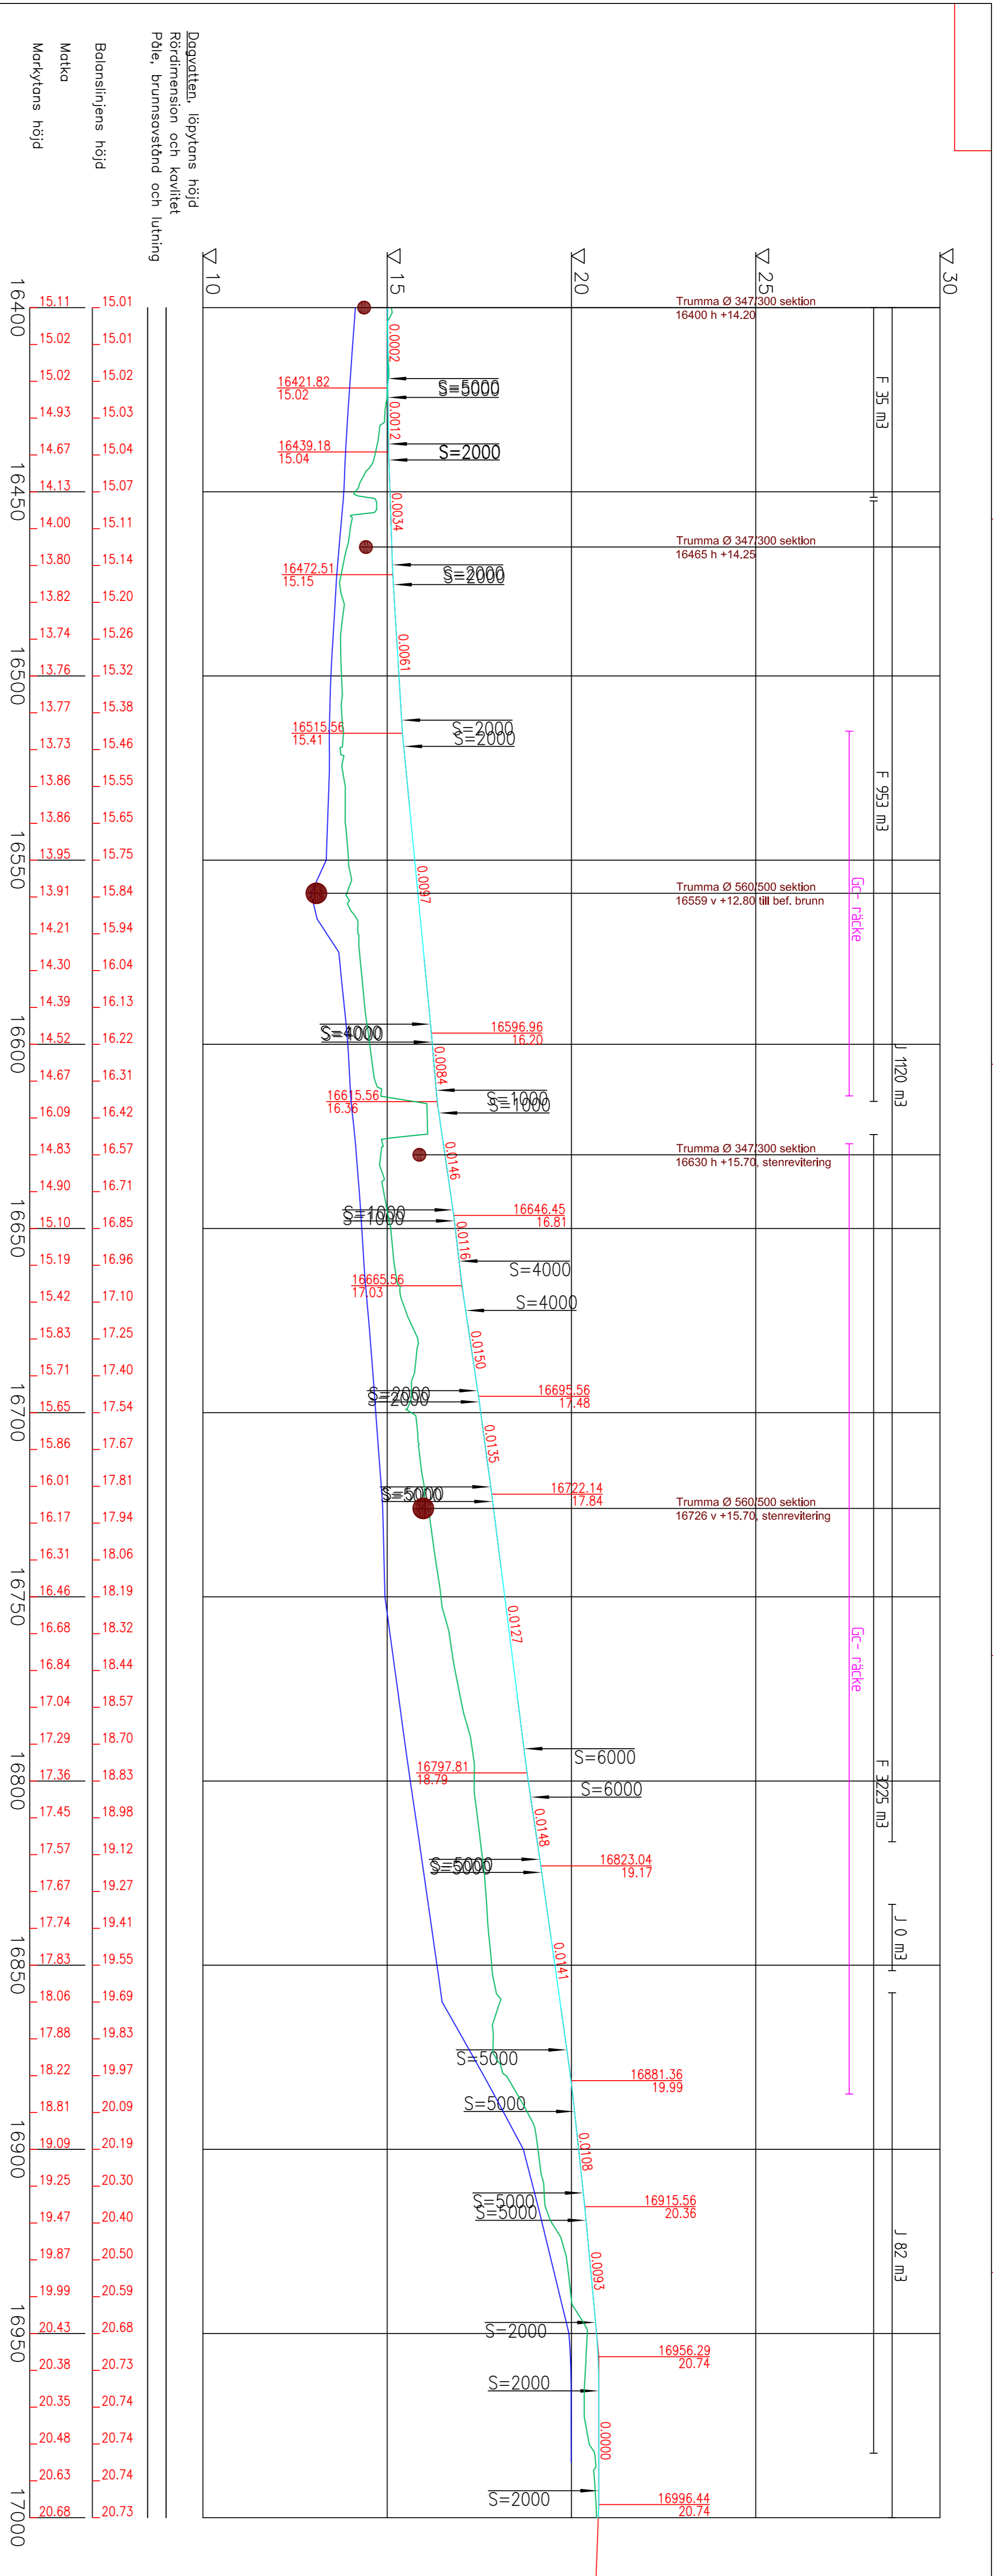 30
25
20
15
10
F 35 m3
F 953 m3
F 3225 m3
J 1120 m3
J 0 m3
J 82 m3
Gc- räcke
Gc- räcke
Trumma Ø 347/300 sektion
16400 h +14.20
Trumma Ø 347/300 sektion
16465 h +14.25
Trumma Ø 560/500 sektion
16559 v +12.80 till bef. brunn
Trumma Ø 347/300 sektion
16630 h +15.70, stenrevitering
Trumma Ø 560/500 sektion
16726 v +15.70, stenrevitering
0.0002
S=5000
S=5000
16421.82
15.02
0.0012
S=2000
S=2000
16439.18
15.04
0.0034
S=2000
S=2000
16472.51
15.15
0.0061
S=2000
S=2000
16515.56
15.41
0.0097
S=4000
S=4000
16596.96
16.20
0.0084
S=1000
S=1000
16615.56
16.36
0.0146
S=1000
S=1000
16646.45
16.81
0.0116
S=4000
S=4000
16665.56
17.03
0.0150
S=2000
S=2000
16695.56
17.48
0.0135
S=5000
S=5000
16722.14
17.84
0.0127
S=6000
S=6000
16797.81
18.79
0.0148
S=5000
S=5000
16823.04
19.17
0.0141
S=5000
S=5000
16881.36
19.99
0.0108
S=5000
S=5000
16915.56
20.36
0.0093
S=2000
S=2000
16956.29
20.74
0.0000
S=2000
16996.44
20.74
Dagvatten, löpytans höjd
Rördimension och kavlitet
Påle, brunnsavstånd och lutning
Balanslinjens höjd
15.01 15.01 15.02 15.03 15.04 15.07 15.11 15.14 15.20 15.26 15.32 15.38 15.46 15.55 15.65 15.75 15.84 15.94 16.04 16.13 16.22 16.31 16.42 16.57 16.71 16.85 16.96 17.10 17.25 17.40 17.54 17.67 17.81 17.94 18.06 18.19 18.32 18.44 18.57 18.70 18.83 18.98 19.12 19.27 19.41 19.55 19.69 19.83 19.97 20.09 20.19 20.30 20.40 20.50 20.59 20.68 20.73 20.74 20.74 20.74 20.73
Matka
Markytans höjd
15.11 15.02 15.02 14.93 14.67 14.13 14.00 13.80 13.82 13.74 13.76 13.77 13.73 13.86 13.86 13.95 13.91 14.21 14.30 14.39 14.52 14.67 16.09 14.83 14.90 15.10 15.19 15.42 15.83 15.71 15.65 15.86 16.01 16.17 16.31 16.46 16.68 16.84 17.04 17.29 17.36 17.45 17.57 17.67 17.74 17.83 18.06 17.88 18.22 18.81 19.09 19.25 19.47 19.87 19.99 20.43 20.38 20.35 20.48 20.63 20.68
16400 16450 16500 16550 16600 16650 16700 16750 16800 16850 16900 16950 17000